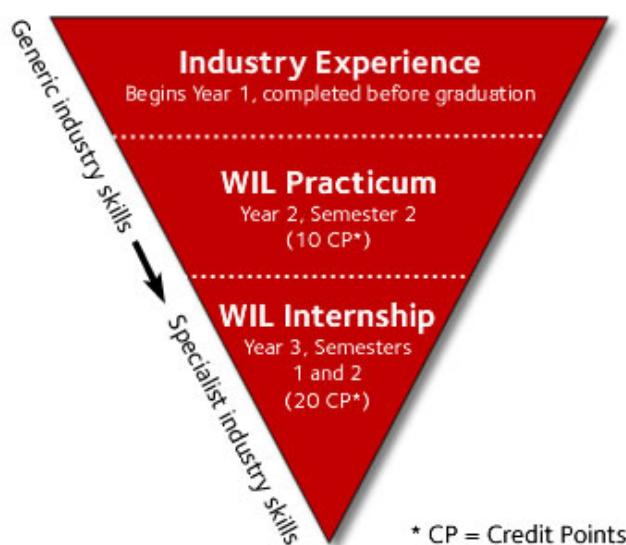 Industry Experience
Begins Year 1, completed before graduation
WIL Practicum
Year 2, Semester 2
(10 CP*)
WIL Internship
Year 3, Semesters
1 and 2
(20 CP*)
Generic industry skills
Specialist industry skills
* CP = Credit Points